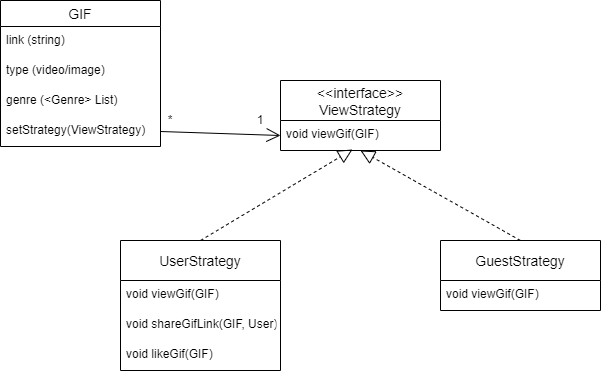 GIF
link (string)
type (video/image)
genre (<Genre> List)
setStrategy(ViewStrategy)
*
1
<<interface>>
ViewStrategy
void viewGif(GIF)
UserStrategy
void viewGif(GIF)
void shareGifLink(GIF, User)
void likeGif(GIF)
GuestStrategy
void viewGif(GIF)